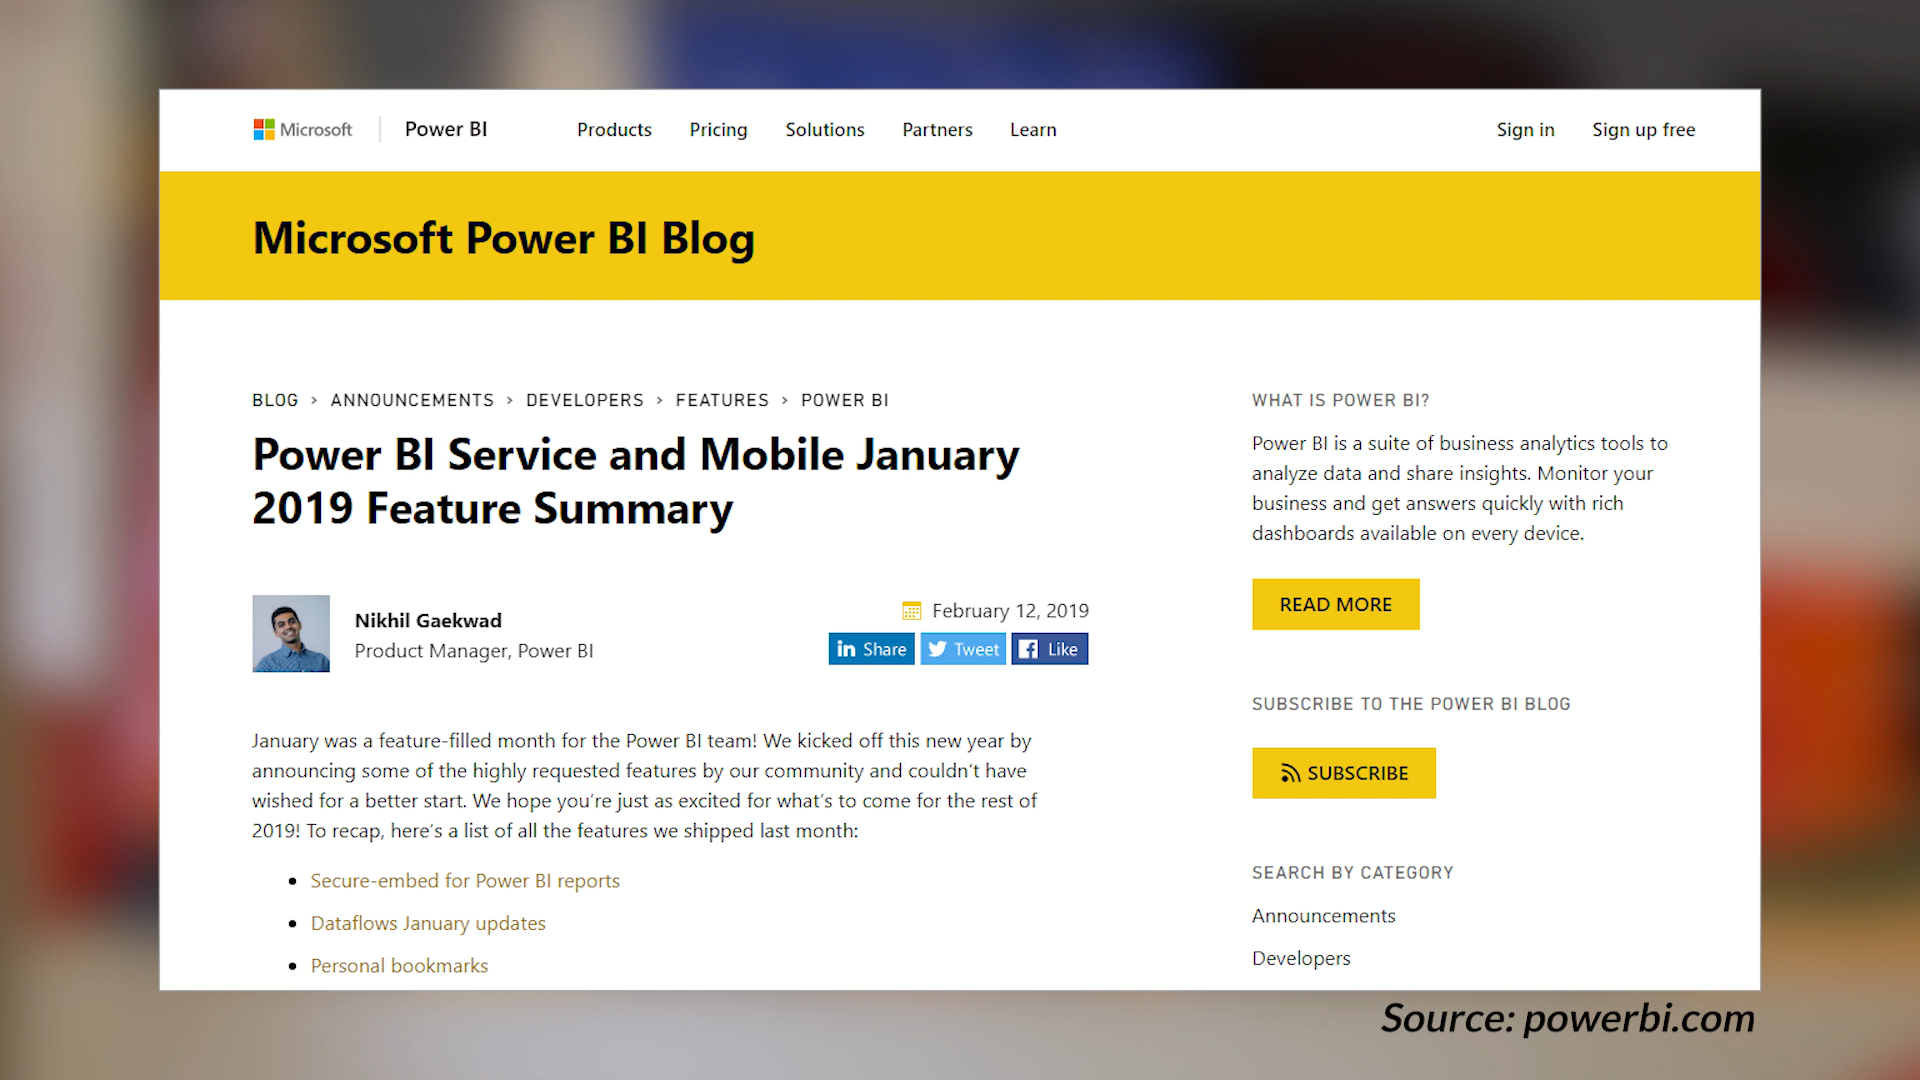 Microsoft Power BI Products Pricing Solutions Partners Learn Sign in Sign up free
Microsoft Power BI Blog
BLOG > ANNOUNCEMENTS > DEVELOPERS > FEATURES > POWER BI
Power BI Service and Mobile January
2019 Feature Summary
Nikhil Gaekwad
Product Manager, Power BI
February 12, 2019
Share Tweet Like
January was a feature-filled month for the Power BI team! We kicked off this new year by
announcing some of the highly requested features by our community and couldn’t have
wished for a better start. We hope you’re just as excited for what’s to come for the rest of
2019! To recap, here’s a list of all the features we shipped last month:
• Secure-embed for Power BI reports
• Dataflows January updates
• Personal bookmarks
WHAT IS POWER BI?
Power BI is a suite of business analytics tools to
analyze data and share insights. Monitor your
business and get answers quickly with rich
dashboards available on every device.
READ MORE
SUBSCRIBE TO THE POWER BI BLOG
SUBSCRIBE
SEARCH BY CATEGORY
Announcements
Developers
Source: powerbi.com